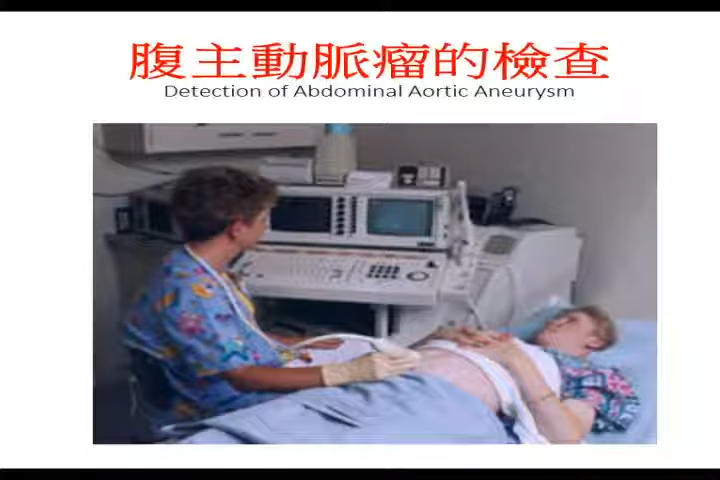 腹主動脈瘤的檢查
Detection of Abdominal Aortic Aneurysm